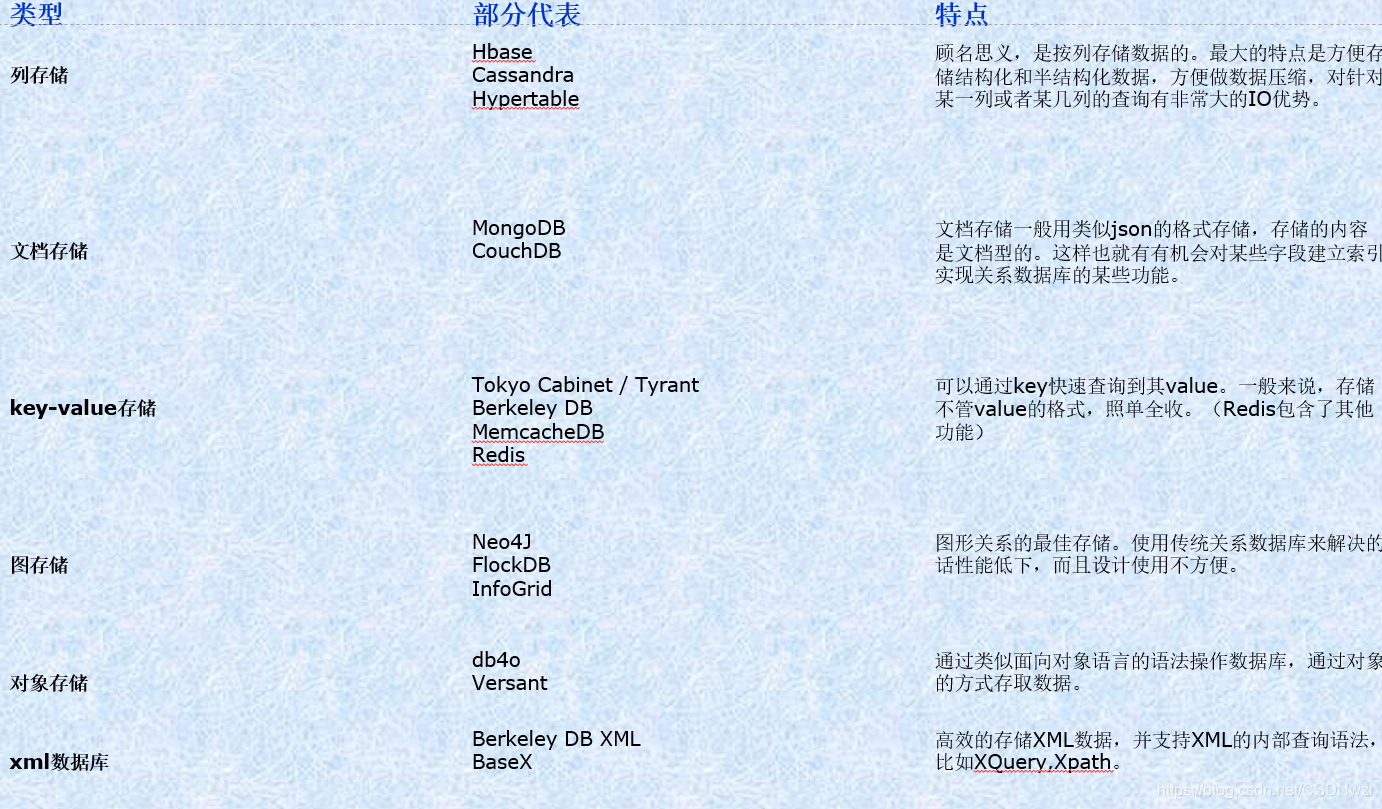 类型 部分代表 特点
列存储
Hbase
Cassandra
Hypertable
顾名思义，是按列存储数据的。最大的特点是方便存
储结构化和半结构化数据，方便做数据压缩，对针对
某一列或者某几列的查询有非常大的IO优势。
文档存储
MongoDB
CouchDB
文档存储一般用类似json的格式存储，存储的内容
是文档型的。这样也就有有机会对某些字段建立索引
实现关系数据库的某些功能。
key-value存储
Tokyo Cabinet / Tyrant
Berkeley DB
MemcacheDB
Redis
可以通过key快速查询到其value。一般来说，存储
不管value的格式，照单全收。（Redis包含了其他
功能）
图存储
Neo4J
FlockDB
InfoGrid
图形关系的最佳存储。使用传统关系数据库来解决的
话性能低下，而且设计使用不方便。
对象存储
db4o
Versant
通过类似面向对象语言的语法操作数据库，通过对象
的方式存取数据。
xml数据库
Berkeley DB XML
BaseX
高效的存储XML数据，并支持XML的内部查询语法，
比如XQuery,Xpath。
https://blog.csdn.net/CSDNwzl